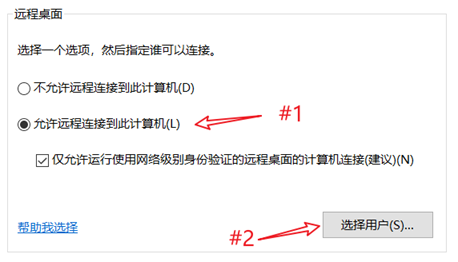 远程桌面
选择一个选项，然后指定谁可以连接。
不允许远程连接到此计算机(D)
#1
允许远程连接到此计算机(L)
仅允许运行使用网络级别身份验证的远程桌面的计算机连接(建议)(N)
帮助我选择
#2
选择用户(S)...